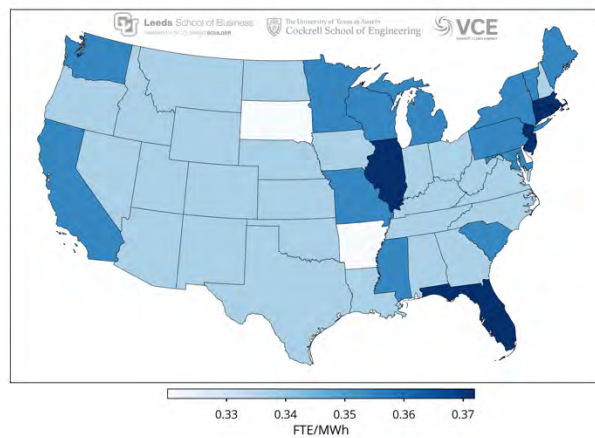 Leeds School of Business
The University of Texas at Austin
Cockrell School of Engineering
VCE
0.33 0.34 0.35 0.36 0.37
FTE/MWh